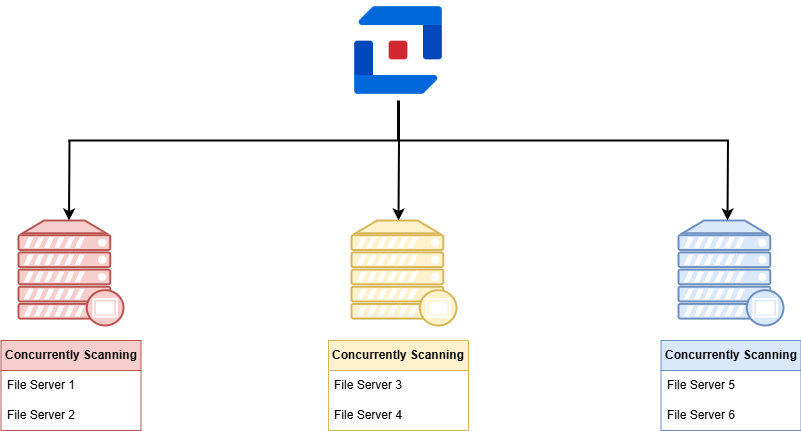 Concurrently Scanning
File Server 1
File Server 2
Concurrently Scanning
File Server 3
File Server 4
Concurrently Scanning
File Server 5
File Server 6